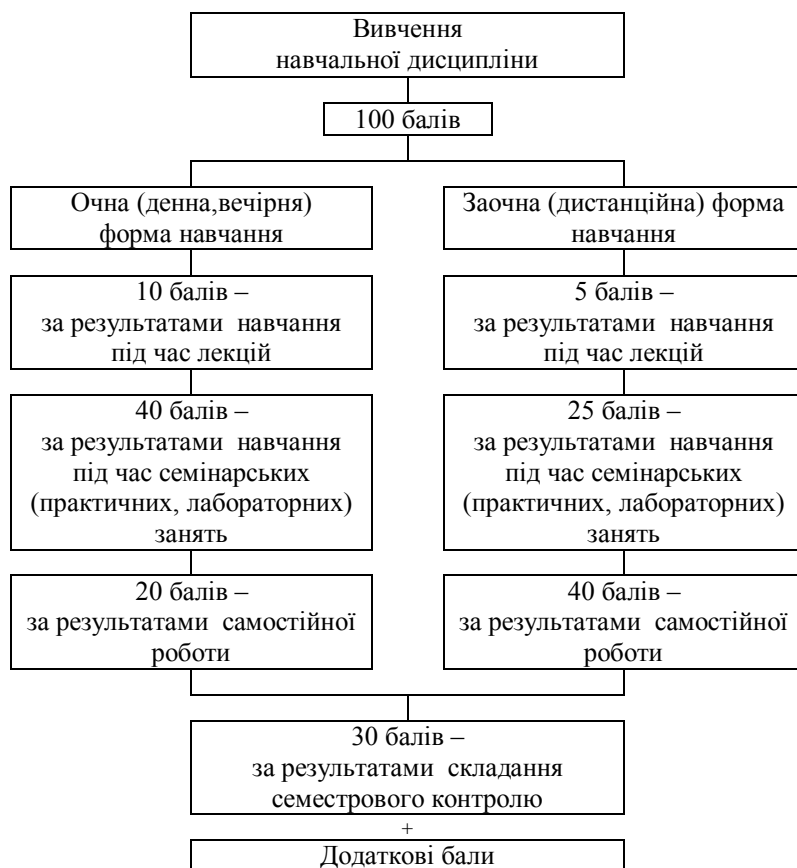 Вивчення
навчальної дисципліни
100 балів
Очна (денна,вечірня)
форма навчання
Заочна (дистанційна) форма
навчання
10 балів –
за результатами навчання
під час лекцій
5 балів –
за результатами навчання
під час лекцій
40 балів –
за результатами навчання
під час семінарських
(практичних, лабораторних)
занять
25 балів –
за результатами навчання
під час семінарських
(практичних, лабораторних)
занять
20 балів –
за результатами самостійної
роботи
40 балів –
за результатами самостійної
роботи
30 балів –
за результатами складання
семестрового контролю
+
Додаткові бали